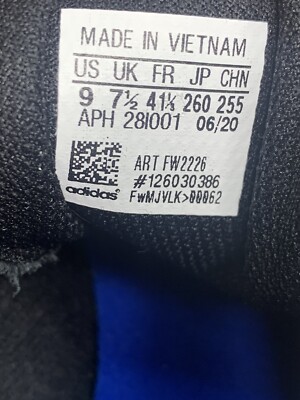 MADE IN VIETNAM
US UK FR JP CHN
9 7½ 41⅓ 260 255
APH 28I001 06/20
ART FW2226
#126030386
adidas® FwMJVLK>00062